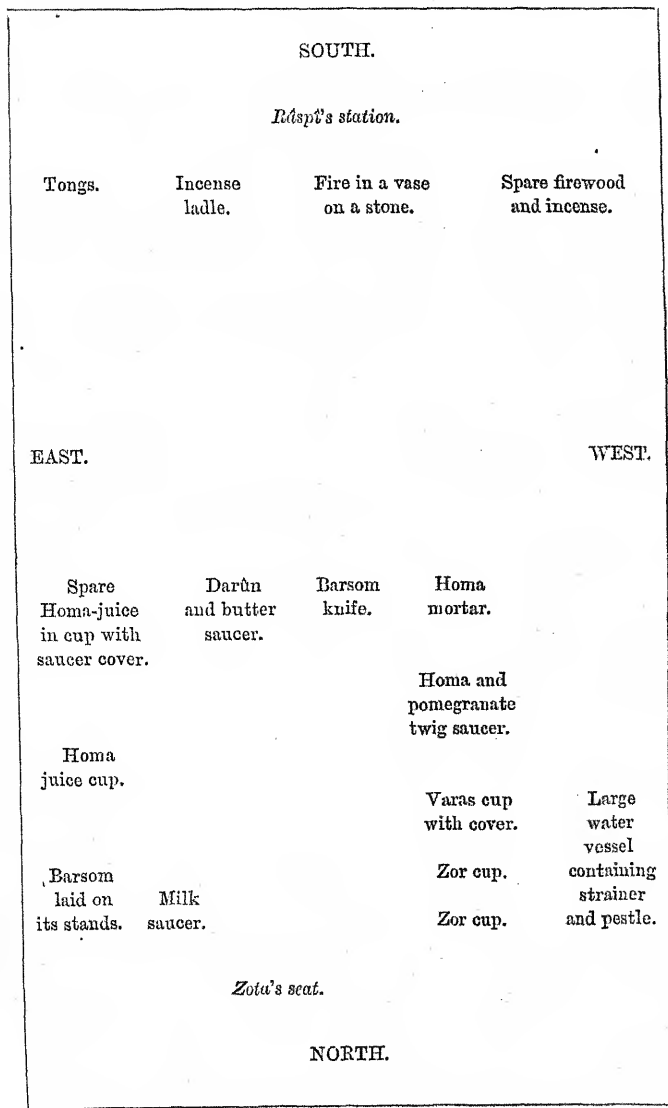 SOUTH.
Râspî's station.
Tongs.
Incense
ladle.
Fire in a vase
on a stone.
Spare firewood
and incense.
EAST.
WEST.
Spare
Homa-juice
in cup with
saucer cover.
Darûn
and butter
saucer.
Barsom
knife.
Homa
mortar.
Homa and
pomegranate
twig saucer.
Homa
juice cup.
Varas cup
with cover.
Large
water
vessel
containing
strainer
and pestle.
Barsom
laid on
its stands.
Milk
saucer.
Zor cup.
Zor cup.
Zota's seat.
NORTH.